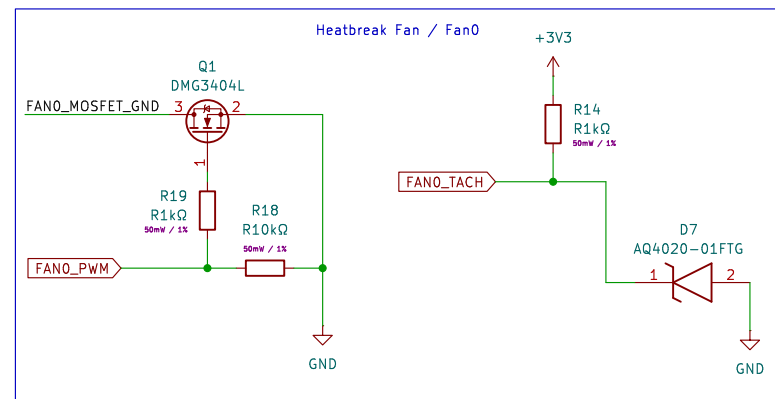 Heatbreak Fan / Fan0
Q1
DMG3404L
FAN0_MOSFET_GND
3
2
1
R19
R1kΩ
50mW / 1%
R18
R10kΩ
50mW / 1%
FAN0_PWM
GND
+3V3
R14
R1kΩ
50mW / 1%
FAN0_TACH
D7
AQ4020-01FTG
1
2
GND